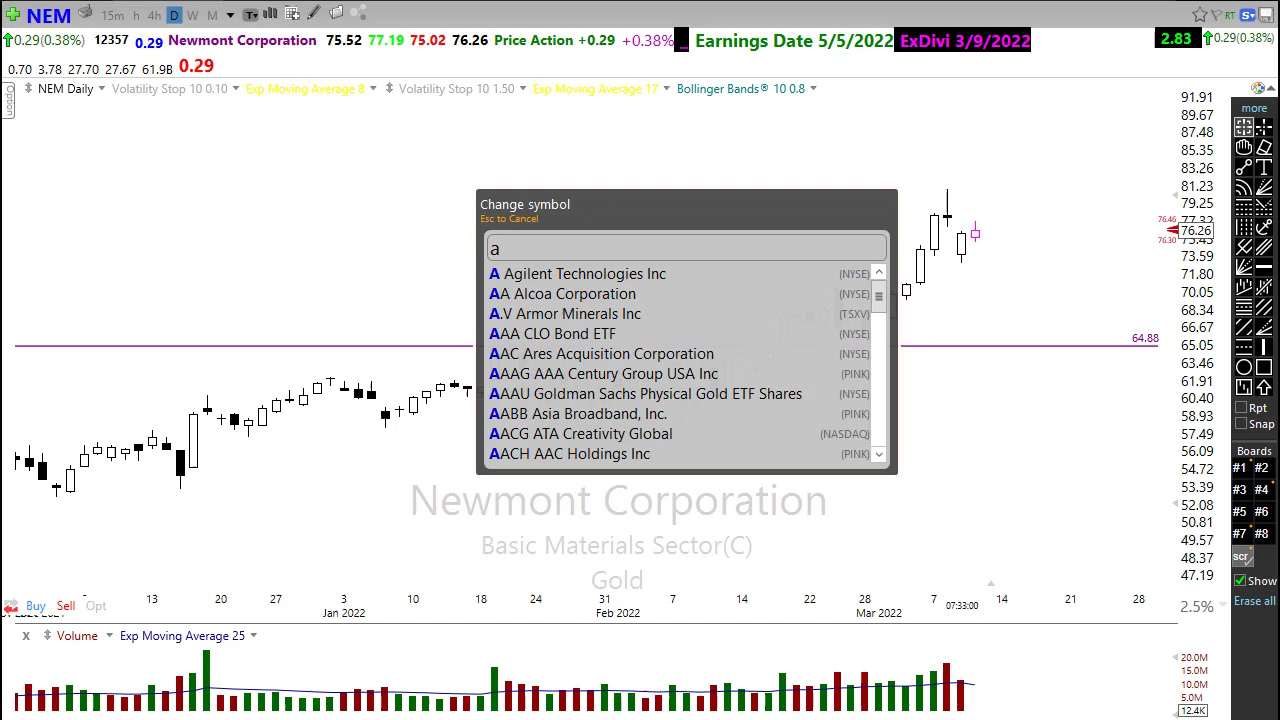 NEM 15m h 4h D W M T RT S
0.29(0.38%) 12357 0.29 Newmont Corporation 75.52 77.19 75.02 76.26 Price Action +0.29 +0.38% ... Earnings Date 5/5/2022 ExDivi 3/9/2022 2.83 0.29(0.38%)
0.70 3.78 27.70 27.67 61.9B 0.29
Option
NEM Daily Volatility Stop 10 0.10 Exp Moving Average 8 Volatility Stop 10 1.50 Exp Moving Average 17 Bollinger Bands® 10 0.8
91.91
89.67
87.48
85.35
83.26
81.23
79.25
77.33
76.46
76.26
76.30
75.43
73.59
71.80
70.05
68.34
66.67
64.88
65.05
63.46
61.91
60.40
58.93
57.49
56.09
54.72
53.39
52.08
50.81
49.57
48.37
47.19
2.5%
Change symbol
Esc to Cancel
a
A Agilent Technologies Inc (NYSE)
AA Alcoa Corporation (NYSE)
A.V Armor Minerals Inc (TSXV)
AAA CLO Bond ETF (NYSE)
AAC Ares Acquisition Corporation (NYSE)
AAAG AAA Century Group USA Inc (PINK)
AAAU Goldman Sachs Physical Gold ETF Shares (NYSE)
AABB Asia Broadband, Inc. (PINK)
ACG ATA Creativity Global (NASDAQ)
AACH AAC Holdings Inc (PINK)
Newmont Corporation
Basic Materials Sector(C)
Gold
Buy Sell Opt
13 20 27 10 18 24 31 7 14 22 28 7 14 21 28
Jan 2022 Feb 2022 Mar 2022 07:33:00
X Volume Exp Moving Average 25
20.0M
15.0M
10.0M
5.0M
12.4K
more
T
Rpt
Snap
Boards
#1 #2
#3 #4
#5 #6
#7 #8
scr
Show
Erase all